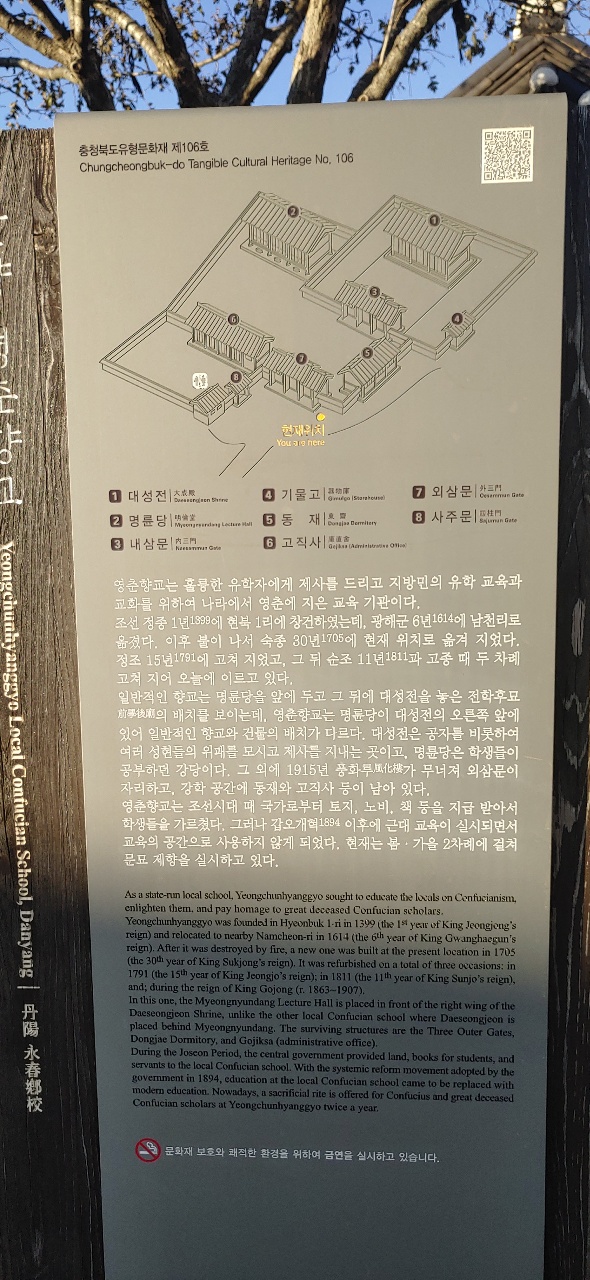 충청북도유형문화재 제106호
Chungcheongbuk-do Tangible Cultural Heritage No. 106
2
1
3
4
6
5
7
8
현재위치
You are here
1 대성전 大成殿 Daeseongjeon Shrine
2 명륜당 明倫堂 Myeongnyundang Lecture Hall
3 내삼문 内三門 Naesammun Gate
4 기물고 器物庫 Gimulgo (Storehouse)
5 동 재 東齋 Dongjae Dormitory
6 고직사 Gojiksa (Administrative Office)
7 외삼문 外三門 Oesammun Gate
8 사주문 四柱門 Sajumun Gate
영춘향교는 훌륭한 유학자에게 제사를 드리고 지방민의 유학 교육과
교화를 위하여 나라에서 영춘에 지은 교육 기관이다.
조선 정종 1년1399에 현북 1리에 창건하였는데, 광해군 6년1614에 남천리로
옮겼다. 이후 불이 나서 숙종 30년1705에 현재 위치로 옮겨 지었다.
정조 15년1791에 고쳐 지었고, 그 뒤 순조 11년1811과 고종 때 두 차례
고쳐 지어 오늘에 이르고 있다.
일반적인 향교는 명륜당을 앞에 두고 그 뒤에 대성전을 놓은 전학후묘
前學後廟의 배치를 보이는데, 영춘향교는 명륜당이 대성전의 오른쪽 앞에
있어 일반적인 향교와 건물의 배치가 다르다. 대성전은 공자를 비롯하여
여러 성현들의 위패를 모시고 제사를 지내는 곳이고, 명륜당은 학생들이
공부하던 강당이다. 그 외에 1915년 풍화루風化樓가 무너져 외삼문이
자리하고, 강학 공간에 동재와 고직사 등이 남아 있다.
영춘향교는 조선시대 때 국가로부터 토지, 노비, 책 등을 지급 받아서
학생들을 가르쳤다. 그러나 갑오개혁1894 이후에 근대 교육이 실시되면서
교육의 공간으로 사용하지 않게 되었다. 현재는 봄·가을 2차례에 걸쳐
문묘 제향을 실시하고 있다.
As a state-run local school, Yeongchunhyanggyo sought to educate the locals on Confucianism,
enlighten them, and pay homage to great deceased Confucian scholars.
Yeongchunhyanggyo was founded in Hyeonbuk 1-ri in 1399 (the 1st year of King Jeongjong's
reign) and relocated to nearby Namcheon-ri in 1614 (the 6th year of King Gwanghaegun's
reign). After it was destroyed by fire, a new one was built at the present location in 1705
(the 30th year of King Sukjong's reign). It was refurbished on a total of three occasions: in
1791 (the 15th year of King Jeongjo's reign); in 1811 (the 11th year of King Sunjo's reign),
and; during the reign of King Gojong (r. 1863-1907).
In this one, the Myeongnyundang Lecture Hall is placed in front of the right wing of the
Daeseongjeon Shrine, unlike the other local Confucian school where Daeseongjeon is
placed behind Myeongnyundang. The surviving structures are the Three Outer Gates,
Dongjae Dormitory, and Gojiksa (administrative office).
During the Joseon Period, the central government provided land, books for students, and
servants to the local Confucian school. With the systemic reform movement adopted by the
government in 1894, education at the local Confucian school came to be replaced with
modern education. Nowadays, a sacrificial rite is offered for Confucius and great deceased
Confucian scholars at Yeongchunhyanggyo twice a year.
문화재 보호와 쾌적한 환경을 위하여 금연을 실시하고 있습니다.
Yeongchunhyanggyo Local Confucian School, Danyang | 丹陽 永春鄕校